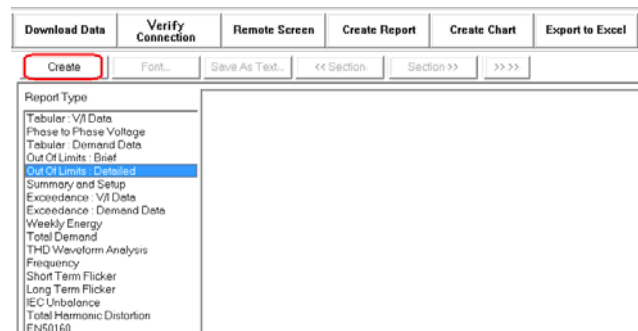 Download Data Verify Connection Remote Screen Create Report Create Chart Export to Excel
Create Font... Save As Text... << Section Section >> >> >>
Report Type
Tabular : V/I Data
Phase to Phase Voltage
Tabular : Demand Data
Out Of Limits : Brief
Out Of Limits : Detailed
Summary and Setup
Exceedance : V/I Data
Exceedance : Demand Data
Weekly Energy
Total Demand
THD Waveform Analysis
Frequency
Short Term Flicker
Long Term Flicker
IEC Unbalance
Total Harmonic Distortion
EN50160